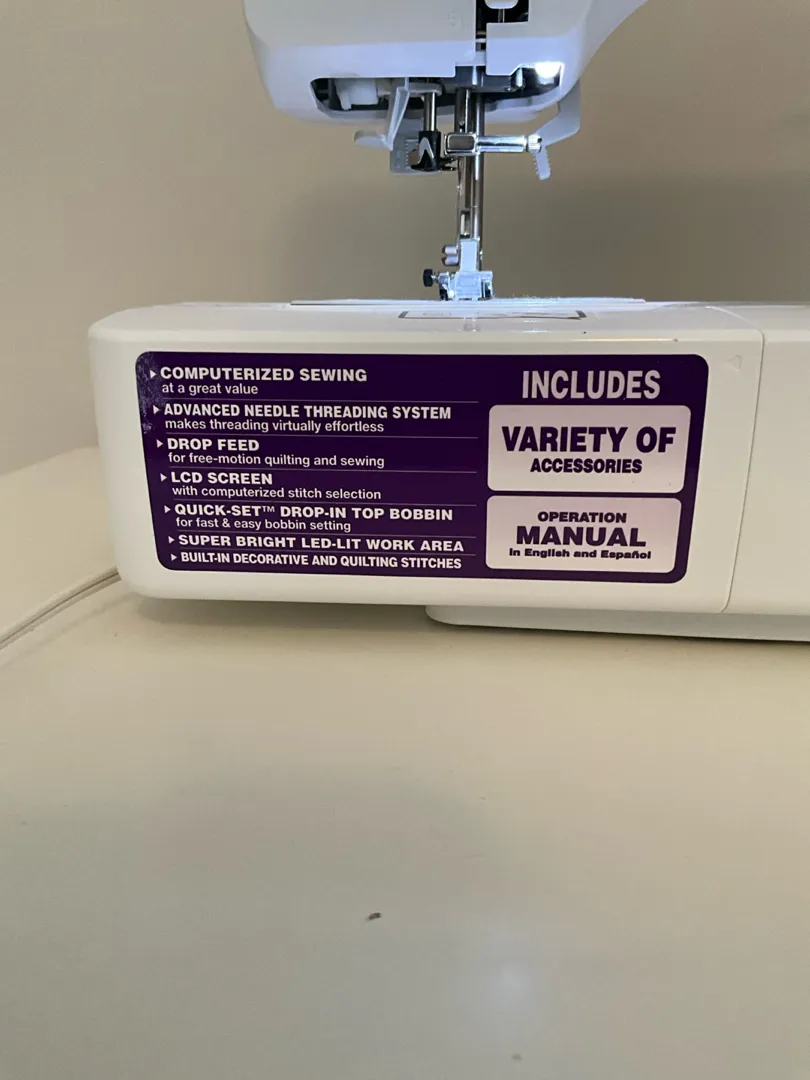 COMPUTERIZED SEWING
at a great value
ADVANCED NEEDLE THREADING SYSTEM
makes threading virtually effortless
DROP FEED
for free-motion quilting and sewing
LCD SCREEN
with computerized stitch selection
QUICK-SET™ DROP-IN TOP BOBBIN
for fast & easy bobbin setting
SUPER BRIGHT LED-LIT WORK AREA
BUILT-IN DECORATIVE AND QUILTING STITCHES
INCLUDES
VARIETY OF
ACCESSORIES
OPERATION
MANUAL
in English and Español